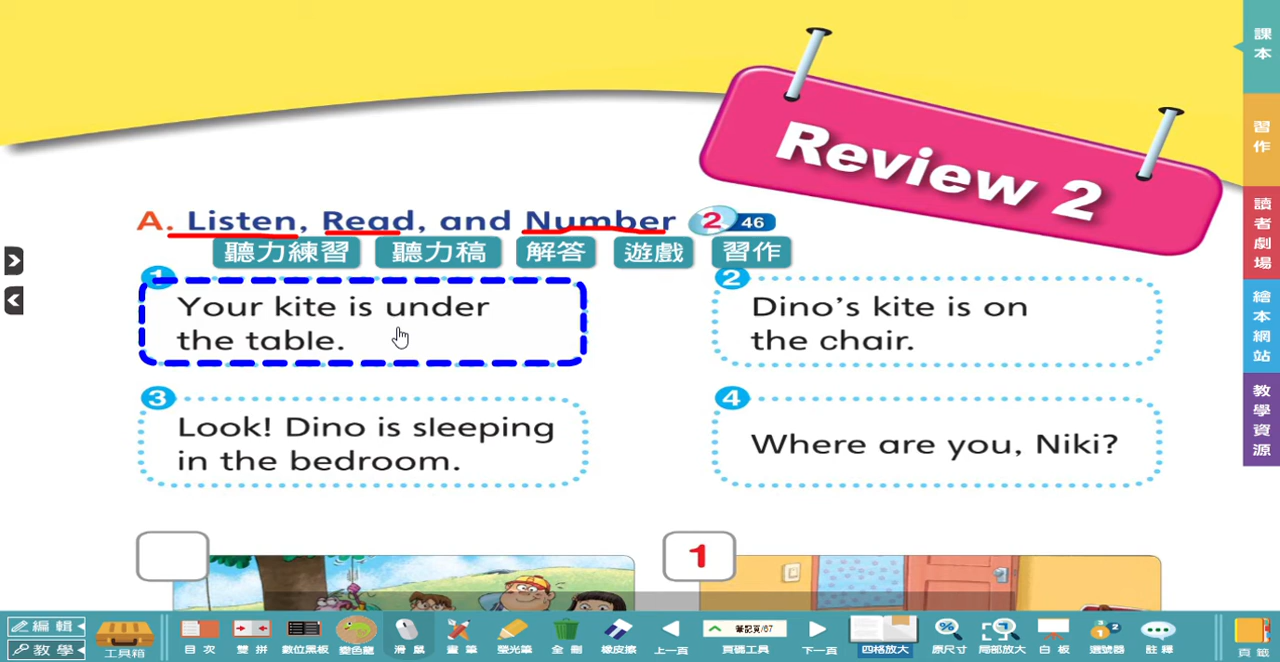 課本
習作
讀者劇場
繪本網站
教學資源
Review 2
A. Listen, Read, and Number 2 46
聽力練習 聽力稿 解答 遊戲 習作
1
Your kite is under
the table.
2
Dino's kite is on
the chair.
3
Look! Dino is sleeping
in the bedroom.
4
Where are you, Niki?
1
編輯
教學
工具箱 目次 雙拼 數位黑板 變色龍 滑鼠 畫筆 螢光筆 全刪 橡皮擦 上一頁 筆記頁/67 頁碼工具 下一頁 四格放大 原尺寸 局部放大 白板 選號器 註釋 頁籤